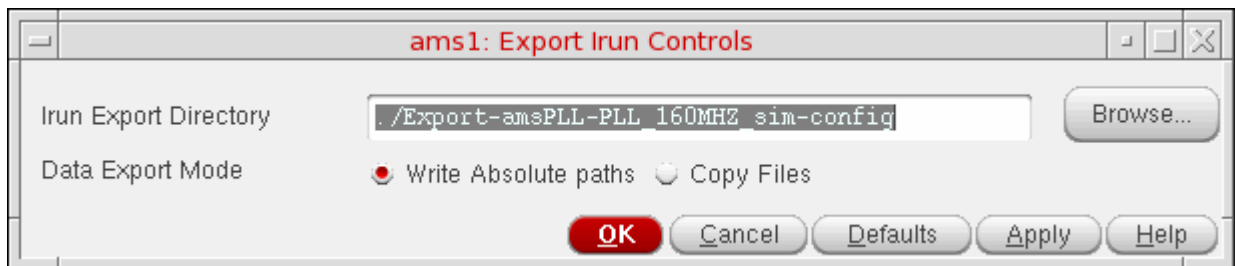 ams1: Export Irun Controls
Irun Export Directory ./Export-amsPLL-PLL_160MHZ_sim-config Browse...
Data Export Mode Write Absolute paths Copy Files
OK Cancel Defaults Apply Help